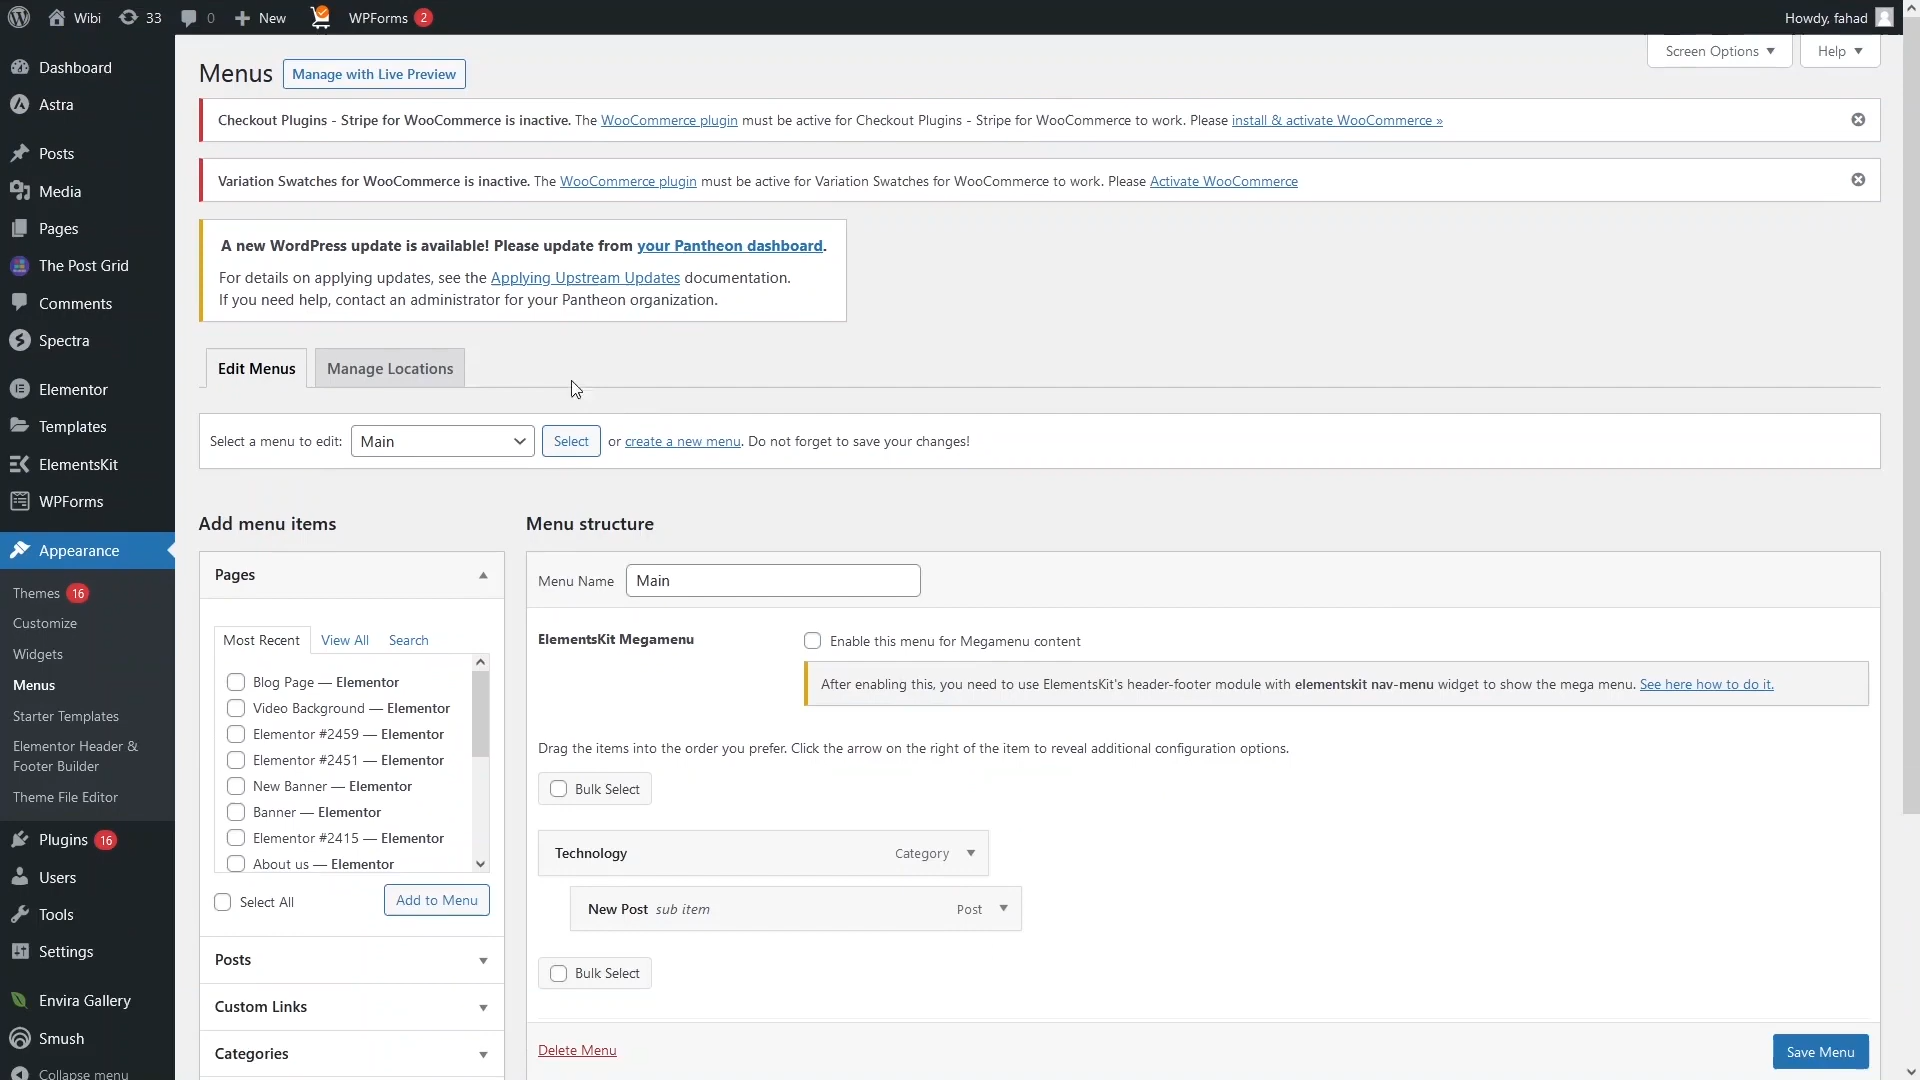 Wibi 33 0 New WPForms 2 Howdy, fahad
Screen Options ▼ Help ▼
Dashboard
Astra
Posts
Media
Pages
The Post Grid
Comments
Spectra
Elementor
Templates
ElementsKit
WPForms
Appearance
Themes 16
Customize
Widgets
Menus
Starter Templates
Elementor Header &
Footer Builder
Theme File Editor
Plugins 16
Users
Tools
Settings
Envira Gallery
Smush
Collapse menu
Menus Manage with Live Preview
Checkout Plugins - Stripe for WooCommerce is inactive. The WooCommerce plugin must be active for Checkout Plugins - Stripe for WooCommerce to work. Please install & activate WooCommerce »
Variation Swatches for WooCommerce is inactive. The WooCommerce plugin must be active for Variation Swatches for WooCommerce to work. Please Activate WooCommerce
A new WordPress update is available! Please update from your Pantheon dashboard.
For details on applying updates, see the Applying Upstream Updates documentation.
If you need help, contact an administrator for your Pantheon organization.
Edit Menus Manage Locations
Select a menu to edit: Main Select or create a new menu. Do not forget to save your changes!
Add menu items
Pages
Most Recent View All Search
Blog Page — Elementor
Video Background — Elementor
Elementor #2459 — Elementor
Elementor #2451 — Elementor
New Banner — Elementor
Banner — Elementor
Elementor #2415 — Elementor
About us — Elementor
Select All Add to Menu
Posts
Custom Links
Categories
Menu structure
Menu Name Main
ElementsKit Megamenu Enable this menu for Megamenu content
After enabling this, you need to use ElementsKit's header-footer module with elementskit nav-menu widget to show the mega menu. See here how to do it.
Drag the items into the order you prefer. Click the arrow on the right of the item to reveal additional configuration options.
Bulk Select
Technology Category
New Post sub item Post
Bulk Select
Delete Menu Save Menu